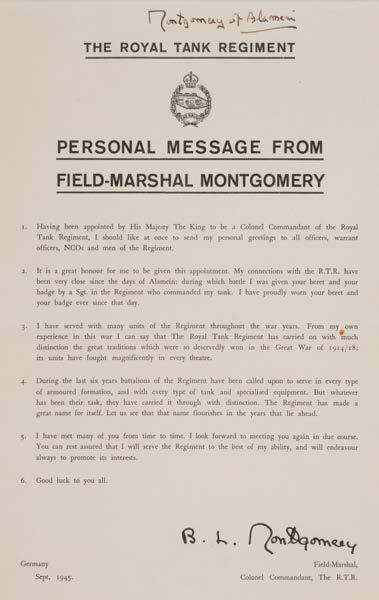 Montgomery of Alamein
THE ROYAL TANK REGIMENT
PERSONAL MESSAGE FROM
FIELD-MARSHAL MONTGOMERY
1. Having been appointed by His Majesty The King to be a Colonel Commandant of the Royal
Tank Regiment, I should like at once to send my personal greetings to all officers, warrant
officers, NCOs and men of the Regiment.
2. It is a great honour for me to be given this appointment. My connections with the R.T.R. have
been very close since the days of Alamein: during which battle I was given your beret and your
badge by a Sgt. in the Regiment who commanded my tank. I have proudly worn your beret and
your badge ever since that day.
3. I have served with many units of the Regiment throughout the war years. From my own
experience in this war I can say that The Royal Tank Regiment has carried on with much
distinction the great traditions which were so deservedly won in the Great War of 1914/18;
its units have fought magnificently in every theatre.
4. During the last six years battalions of the Regiment have been called upon to serve in every type
of armoured formation, and with every type of tank and specialised equipment. But whatever
has been their task, they have carried it through with distinction. The Regiment has made a
great name for itself. Let us see that that name flourishes in the years that lie ahead.
5. I have met many of you from time to time. I look forward to meeting you again in due course.
You can rest assured that I will serve the Regiment to the best of my ability, and will endeavour
always to promote its interests.
6. Good luck to you all.
B. L. Montgomery
Germany
Sept, 1945.
Field-Marshal,
Colonel Commandant, The R.T.R.